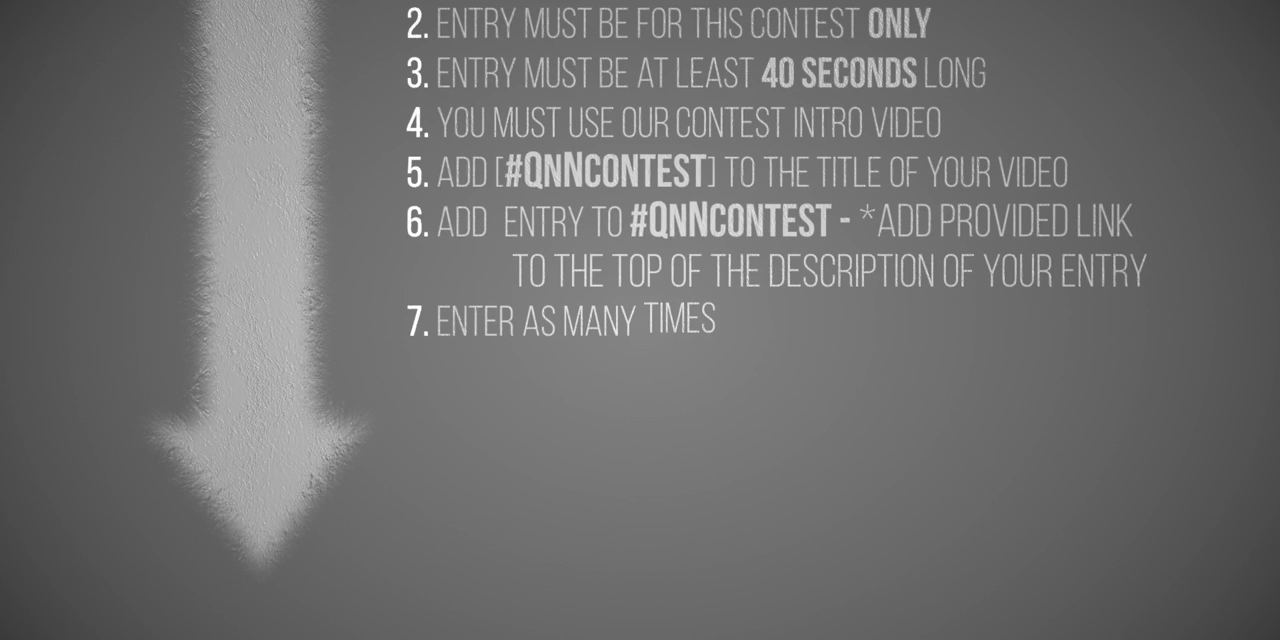 2. ENTRY MUST BE FOR THIS CONTEST ONLY
3. ENTRY MUST BE AT LEAST 40 SECONDS LONG
4. YOU MUST USE OUR CONTEST INTRO VIDEO
5. ADD [#QNNCONTEST] TO THE TITLE OF YOUR VIDEO
6. ADD ENTRY TO #QNNCONTEST - *ADD PROVIDED LINK
TO THE TOP OF THE DESCRIPTION OF YOUR ENTRY
7. ENTER AS MANY TIMES